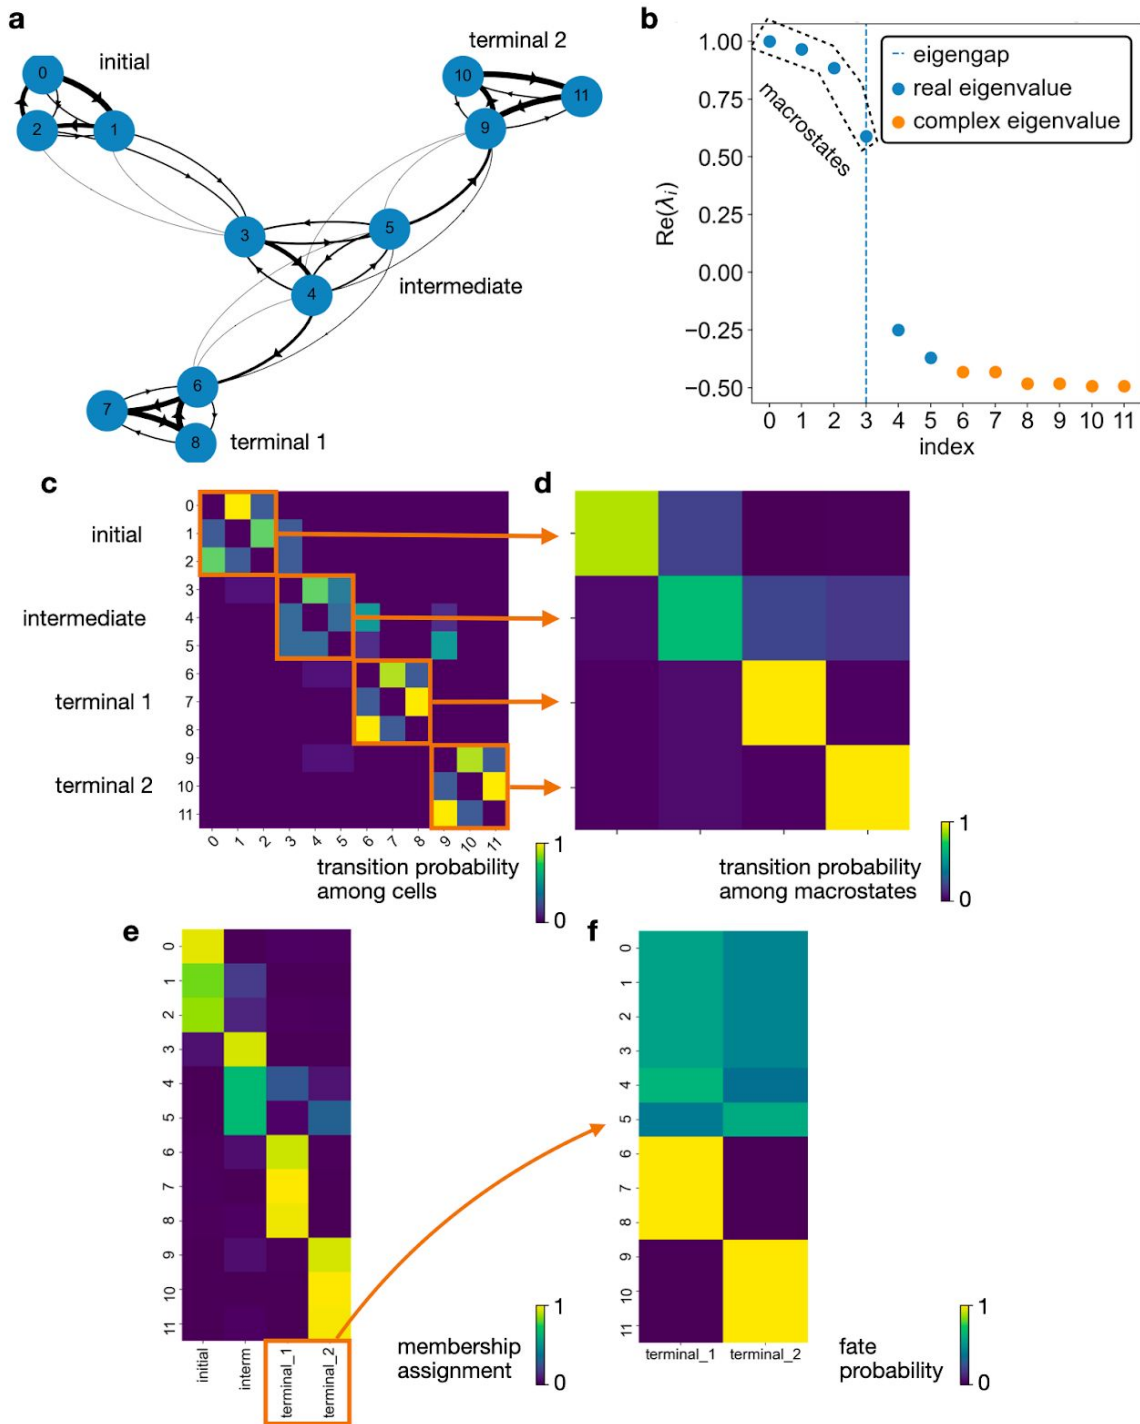 a
initial
0
2
1
terminal 2
10
11
9
3
5
4
intermediate
6
7
8
terminal 1
b
1.00
0.75
0.50
0.25
0.00
−0.25
−0.50
Re(λi)
macrostates
eigengap
real eigenvalue
complex eigenvalue
0 1 2 3 4 5 6 7 8 9 10 11
index
c
initial
intermediate
terminal 1
terminal 2
0
1
2
3
4
5
6
7
8
9
10
11
0 1 2 3 4 5 6 7 8 9 10 11
transition probability
among cells
1
0
d
transition probability
among macrostates
1
0
e
0
1
2
3
4
5
6
7
8
9
10
11
initial
interm
terminal_1
terminal_2
membership
assignment
1
0
f
0
1
2
3
4
5
6
7
8
9
10
11
terminal_1 terminal_2
fate
probability
1
0